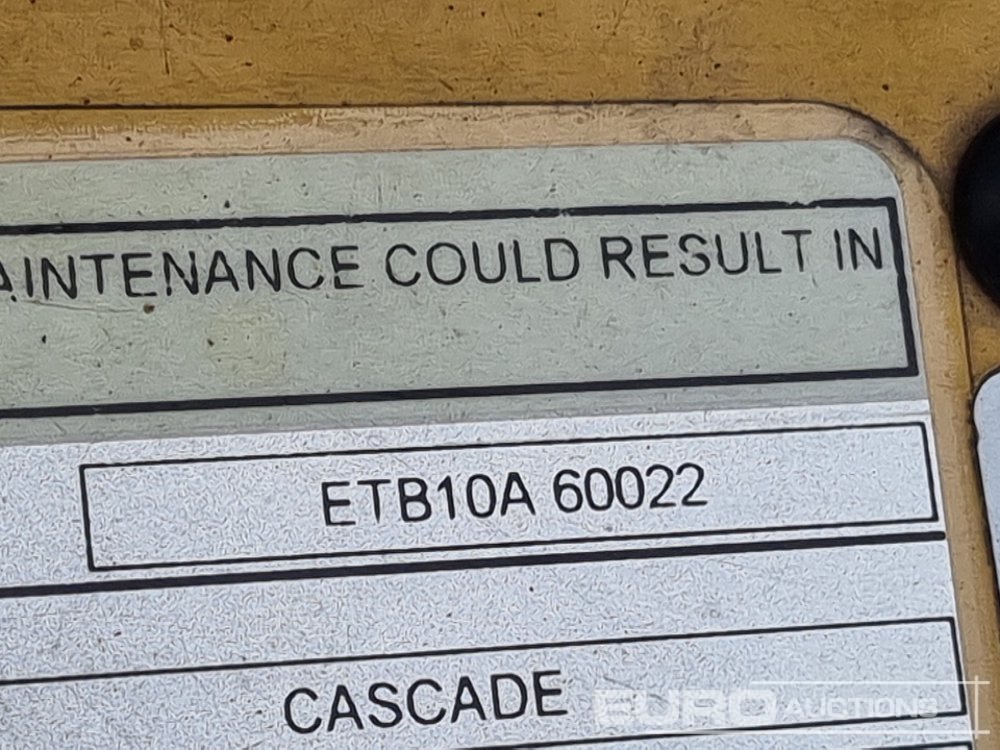 AINTENANCE COULD RESULT IN
ETB10A 60022
CASCADE
EURO AUCTIONS